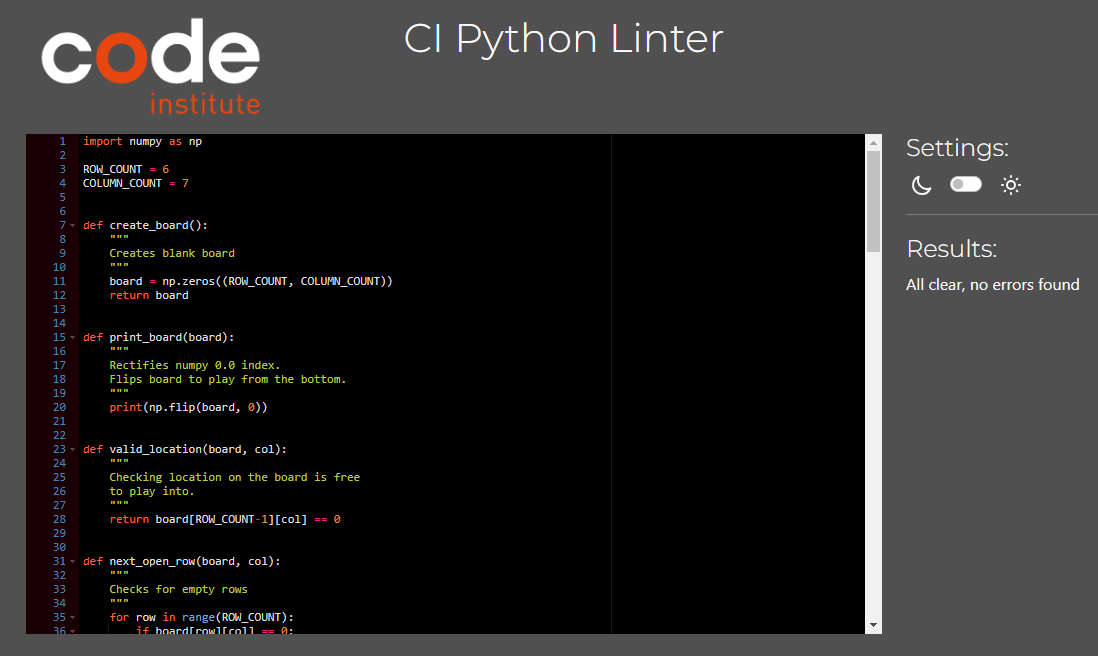 code
institute
CI Python Linter
1 import numpy as np
2
3 ROW_COUNT = 6
4 COLUMN_COUNT = 7
5
6
7 def create_board():
8     """
9     Creates blank board
10     """
11     board = np.zeros((ROW_COUNT, COLUMN_COUNT))
12     return board
13
14
15 def print_board(board):
16     """
17     Rectifies numpy 0.0 index.
18     Flips board to play from the bottom.
19     """
20     print(np.flip(board, 0))
21
22
23 def valid_location(board, col):
24     """
25     Checking location on the board is free
26     to play into.
27     """
28     return board[ROW_COUNT-1][col] == 0
29
30
31 def next_open_row(board, col):
32     """
33     Checks for empty rows
34     """
35     for row in range(ROW_COUNT):
36         if board[row][col] == 0:
Settings:
Results:
All clear, no errors found